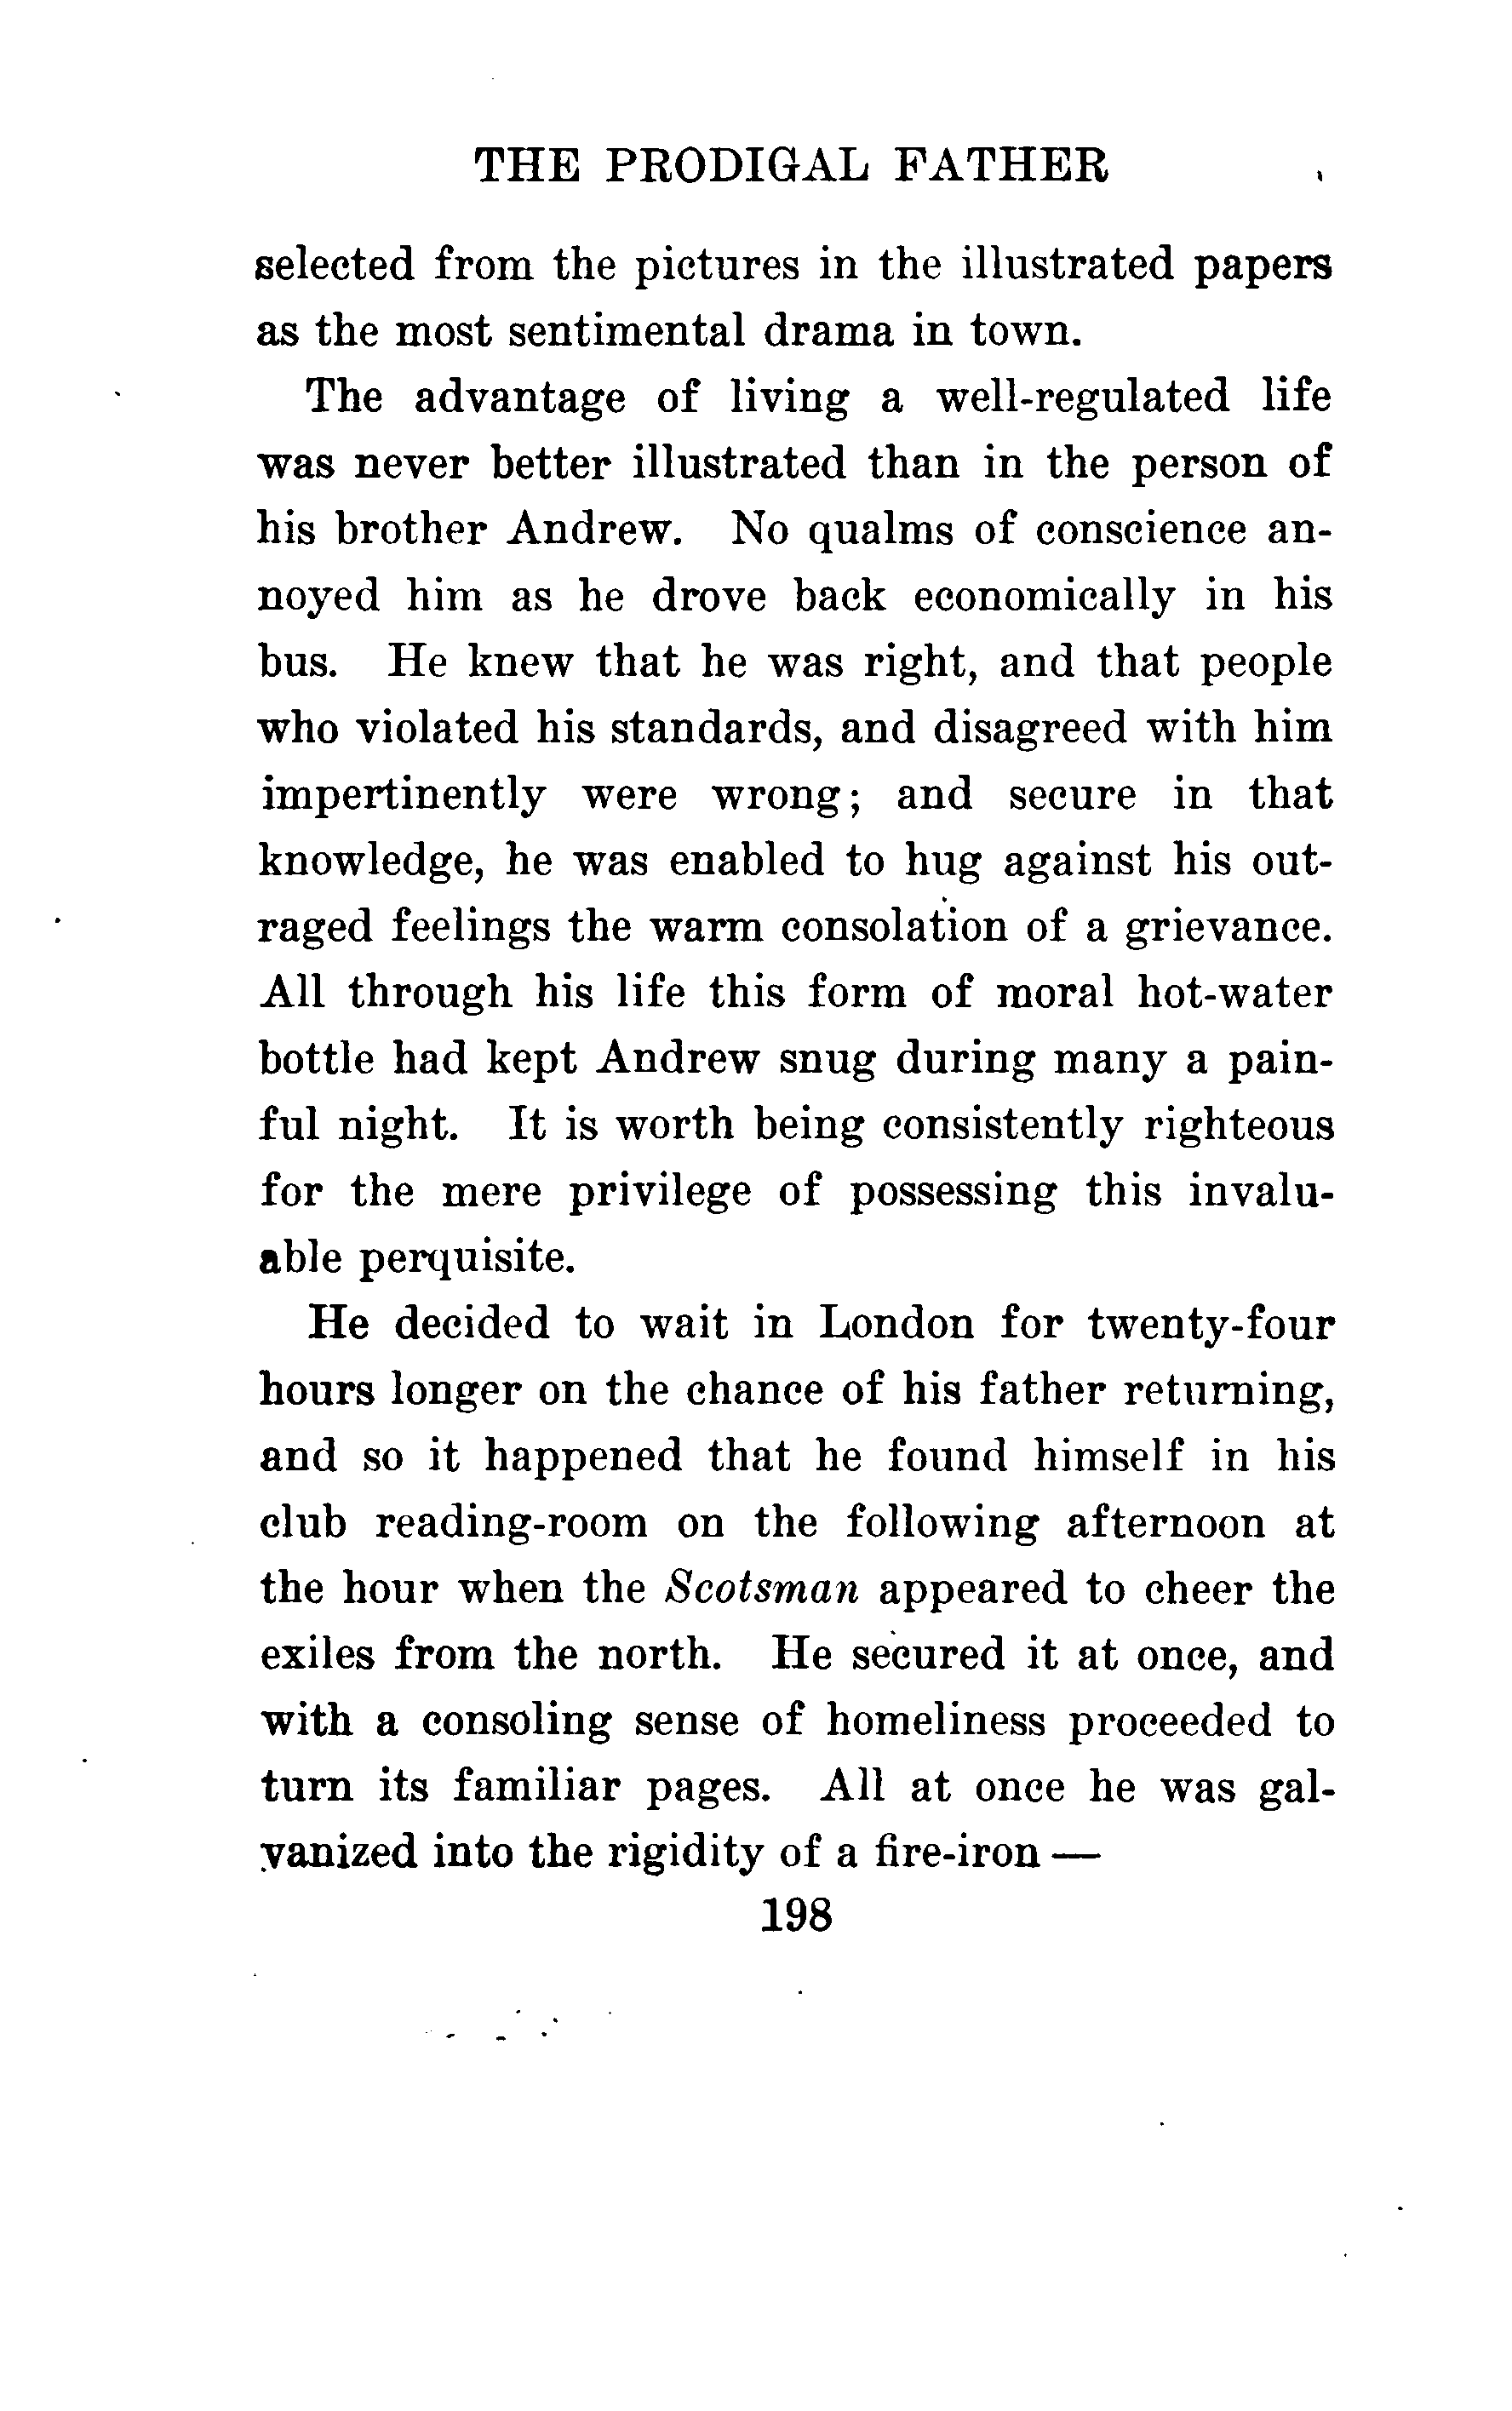 THE PRODIGAL FATHER
selected from the pictures in the illustrated papers
as the most sentimental drama in town.
The advantage of living a well-regulated life
was never better illustrated than in the person of
his brother Andrew. No qualms of conscience an-
noyed him as he drove back economically in his
bus. He knew that he was right, and that people
who violated his standards, and disagreed with him
impertinently were wrong; and secure in that
knowledge, he was enabled to hug against his out-
raged feelings the warm consolation of a grievance.
All through his life this form of moral hot-water
bottle had kept Andrew snug during many a pain-
ful night. It is worth being consistently righteous
for the mere privilege of possessing this invalu-
able perquisite.
He decided to wait in London for twenty-four
hours longer on the chance of his father returning,
and so it happened that he found himself in his
club reading-room on the following afternoon at
the hour when the Scotsman appeared to cheer the
exiles from the north. He secured it at once, and
with a consoling sense of homeliness proceeded to
turn its familiar pages. All at once he was gal-
vanized into the rigidity of a fire-iron —
198